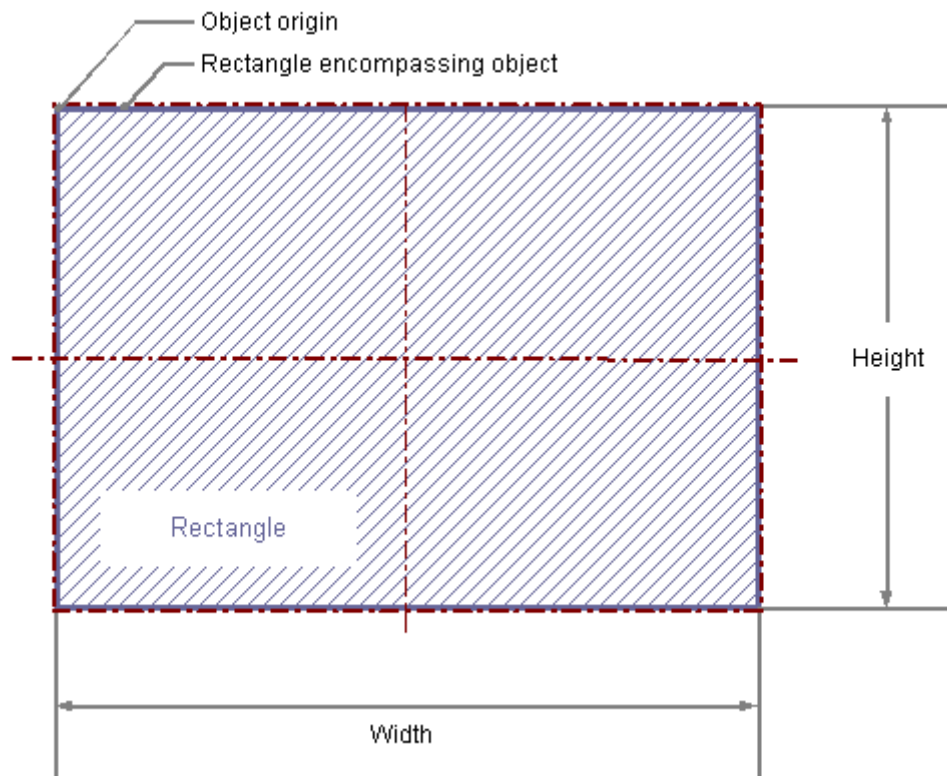 Object origin
Rectangle encompassing object
Height
Rectangle
Width